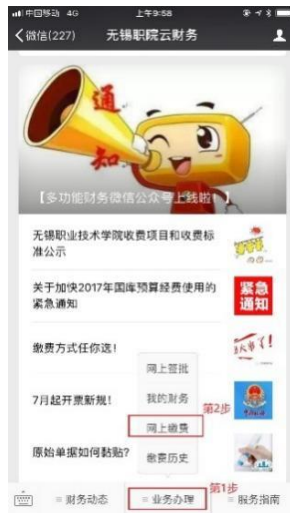 中国移动 4G 上午9:58
微信(227) 无锡职院云财务
通
知
【多功能财务微信公众号上线啦!】
无锡职业技术学院收费项目和收费标
准公示
关于加快2017年国库预算经费使用的
紧急通知
紧急
通知
缴费方式任你选!
网上签批
7月起开票新规!
我的财务
第2步
网上缴费
原始单据如何黏贴?
缴费历史
第1步
财务动态
业务办理
服务指南